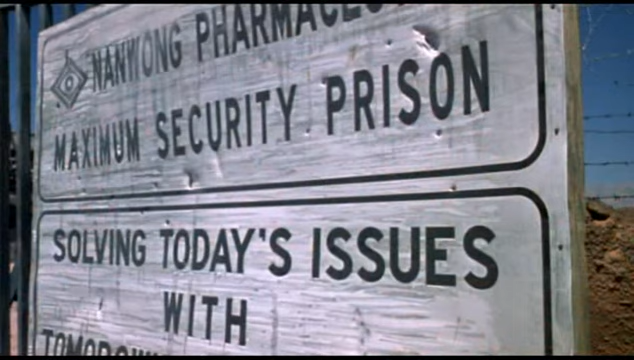 NANWONG
MAXIMUM SECURITY PRISON
SOLVING TODAY'S ISSUES
WITH